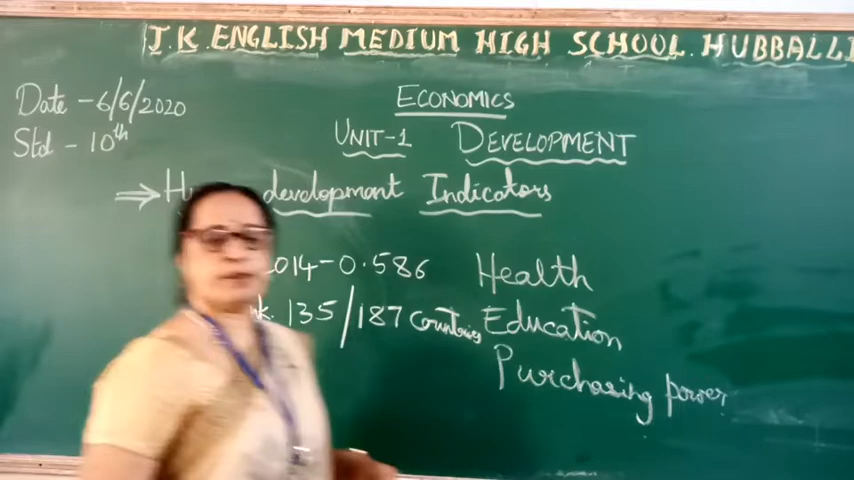 J.K ENGLISH MEDIUM HIGH SCHOOL. HUBBALLI
Date - 6/6/2020
Std - 10th
ECONOMICS
UNIT-1 DEVELOPMENT
⇒ development Indicators
014 - 0.586
135/187 Countries
Health
Education
Purchasing power